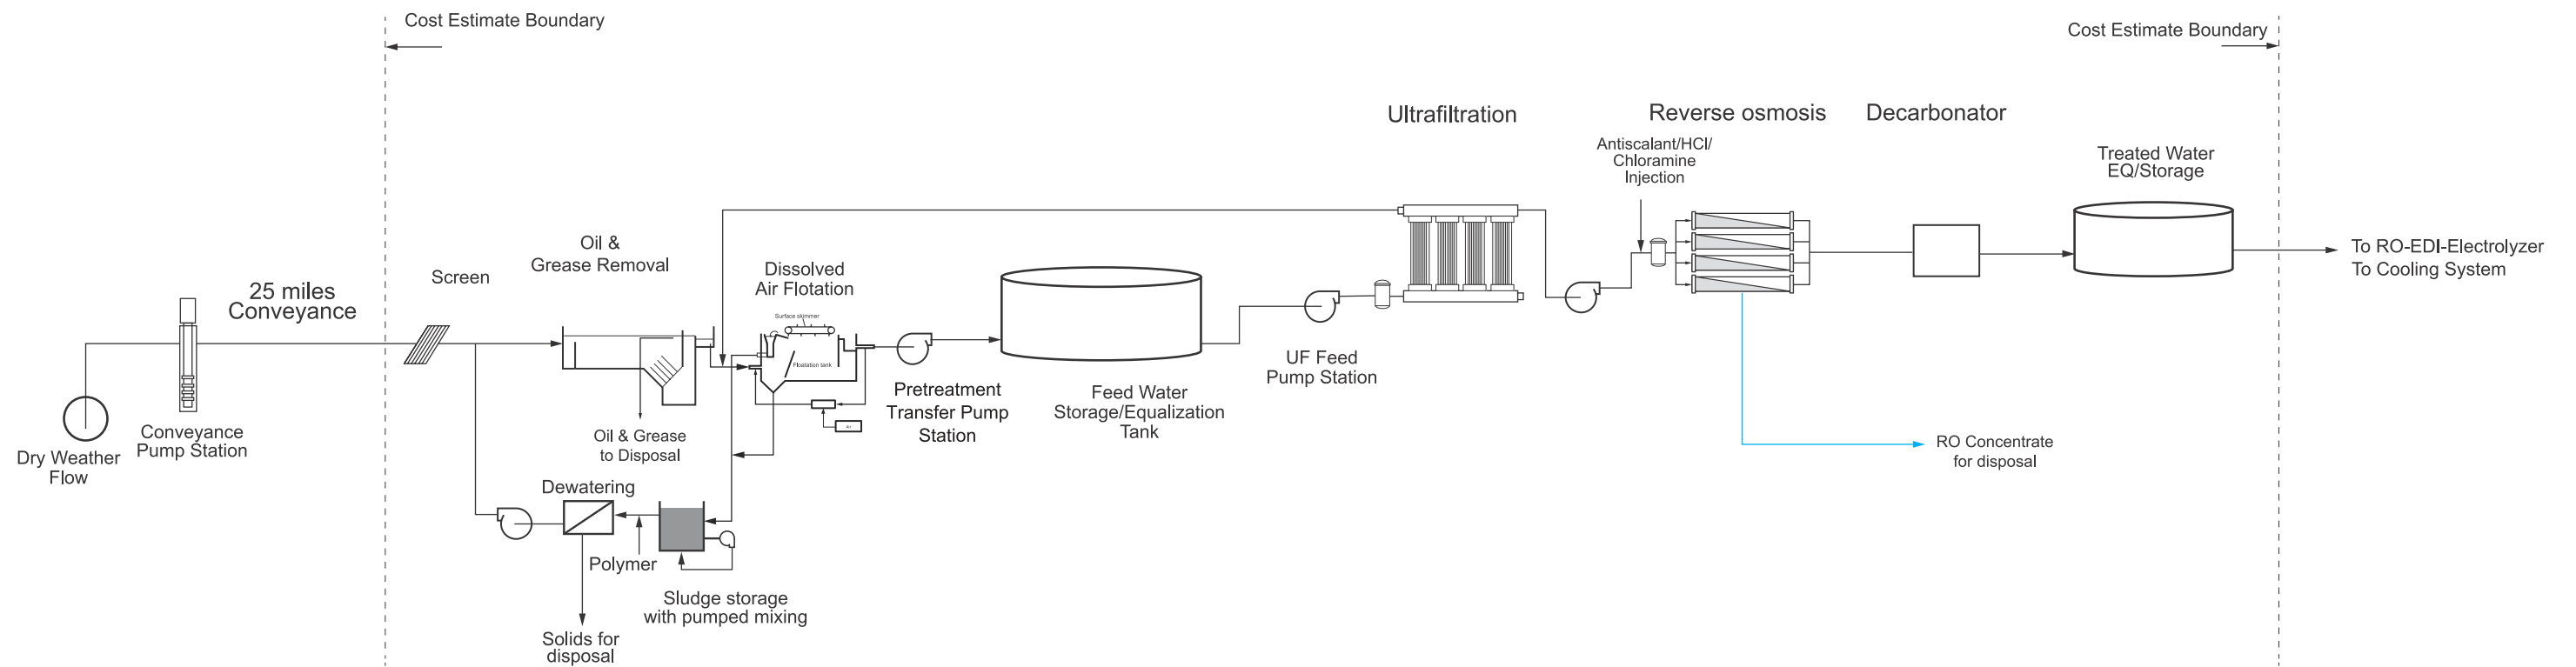 Cost Estimate Boundary
Cost Estimate Boundary
Ultrafiltration
Reverse osmosis
Decarbonator
Antiscalant/HCl/
Chloramine
Injection
Treated Water
EQ/Storage
Oil &
Grease Removal
Screen
25 miles
Conveyance
Dissolved
Air Flotation
Surface skimmer
Floatation tank
To RO-EDI-Electrolyzer
To Cooling System
UF Feed
Pump Station
Pretreatment
Transfer Pump
Station
Feed Water
Storage/Equalization
Tank
Conveyance
Pump Station
Dry Weather
Flow
Oil & Grease
to Disposal
RO Concentrate
for disposal
Dewatering
Polymer
Sludge storage
with pumped mixing
Solids for
disposal